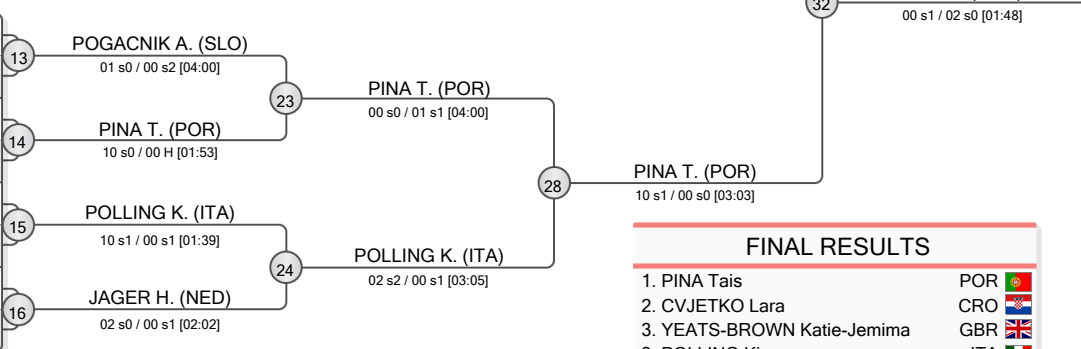 32
00 s1 / 02 s0 [01:48]
13
POGACNIK A. (SLO)
01 s0 / 00 s2 [04:00]
23
PINA T. (POR)
00 s0 / 01 s1 [04:00]
14
PINA T. (POR)
10 s0 / 00 H [01:53]
28
PINA T. (POR)
10 s1 / 00 s0 [03:03]
15
POLLING K. (ITA)
10 s1 / 00 s1 [01:39]
24
POLLING K. (ITA)
02 s2 / 00 s1 [03:05]
16
JAGER H. (NED)
02 s0 / 00 s1 [02:02]
FINAL RESULTS
1. PINA Tais POR
2. CVJETKO Lara CRO
3. YEATS-BROWN Katie-Jemima GBR